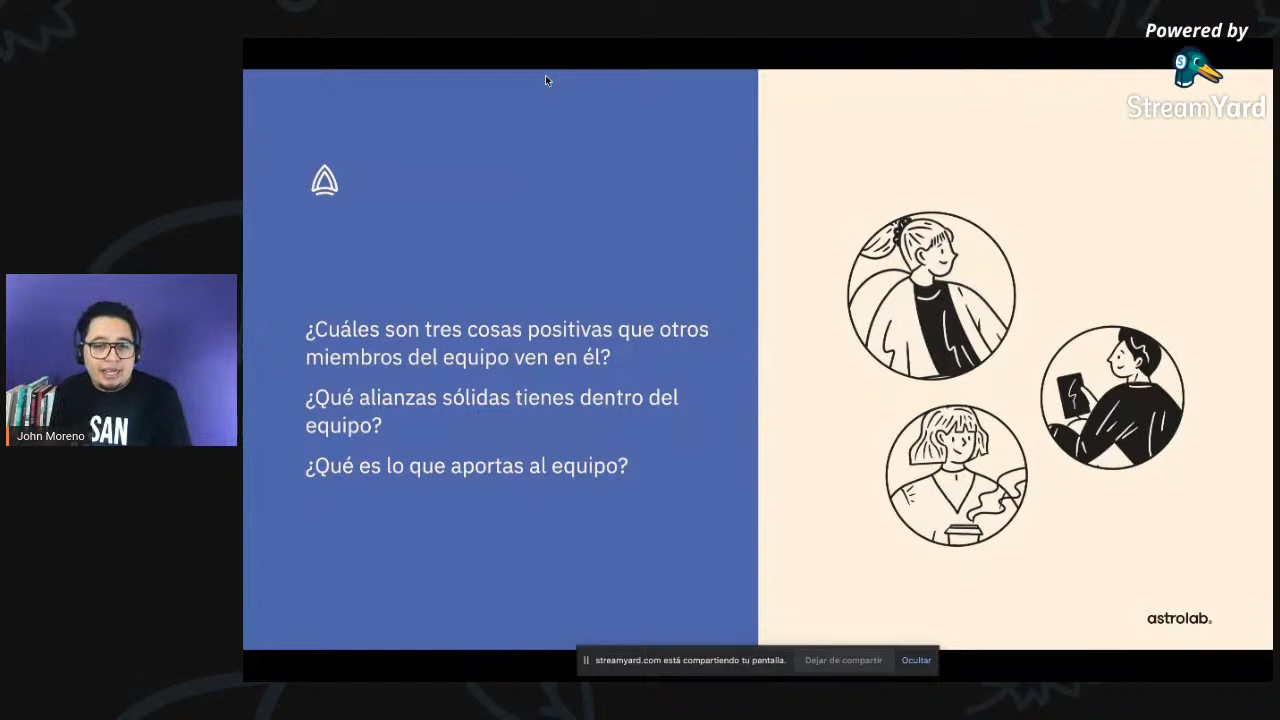 Powered by
StreamYard
¿Cuáles son tres cosas positivas que otros
miembros del equipo ven en él?
¿Qué alianzas sólidas tienes dentro del
equipo?
¿Qué es lo que aportas al equipo?
SAN
John Moreno
astrolab.
streamyard.com está compartiendo tu pantalla.
Dejar de compartir
Ocultar